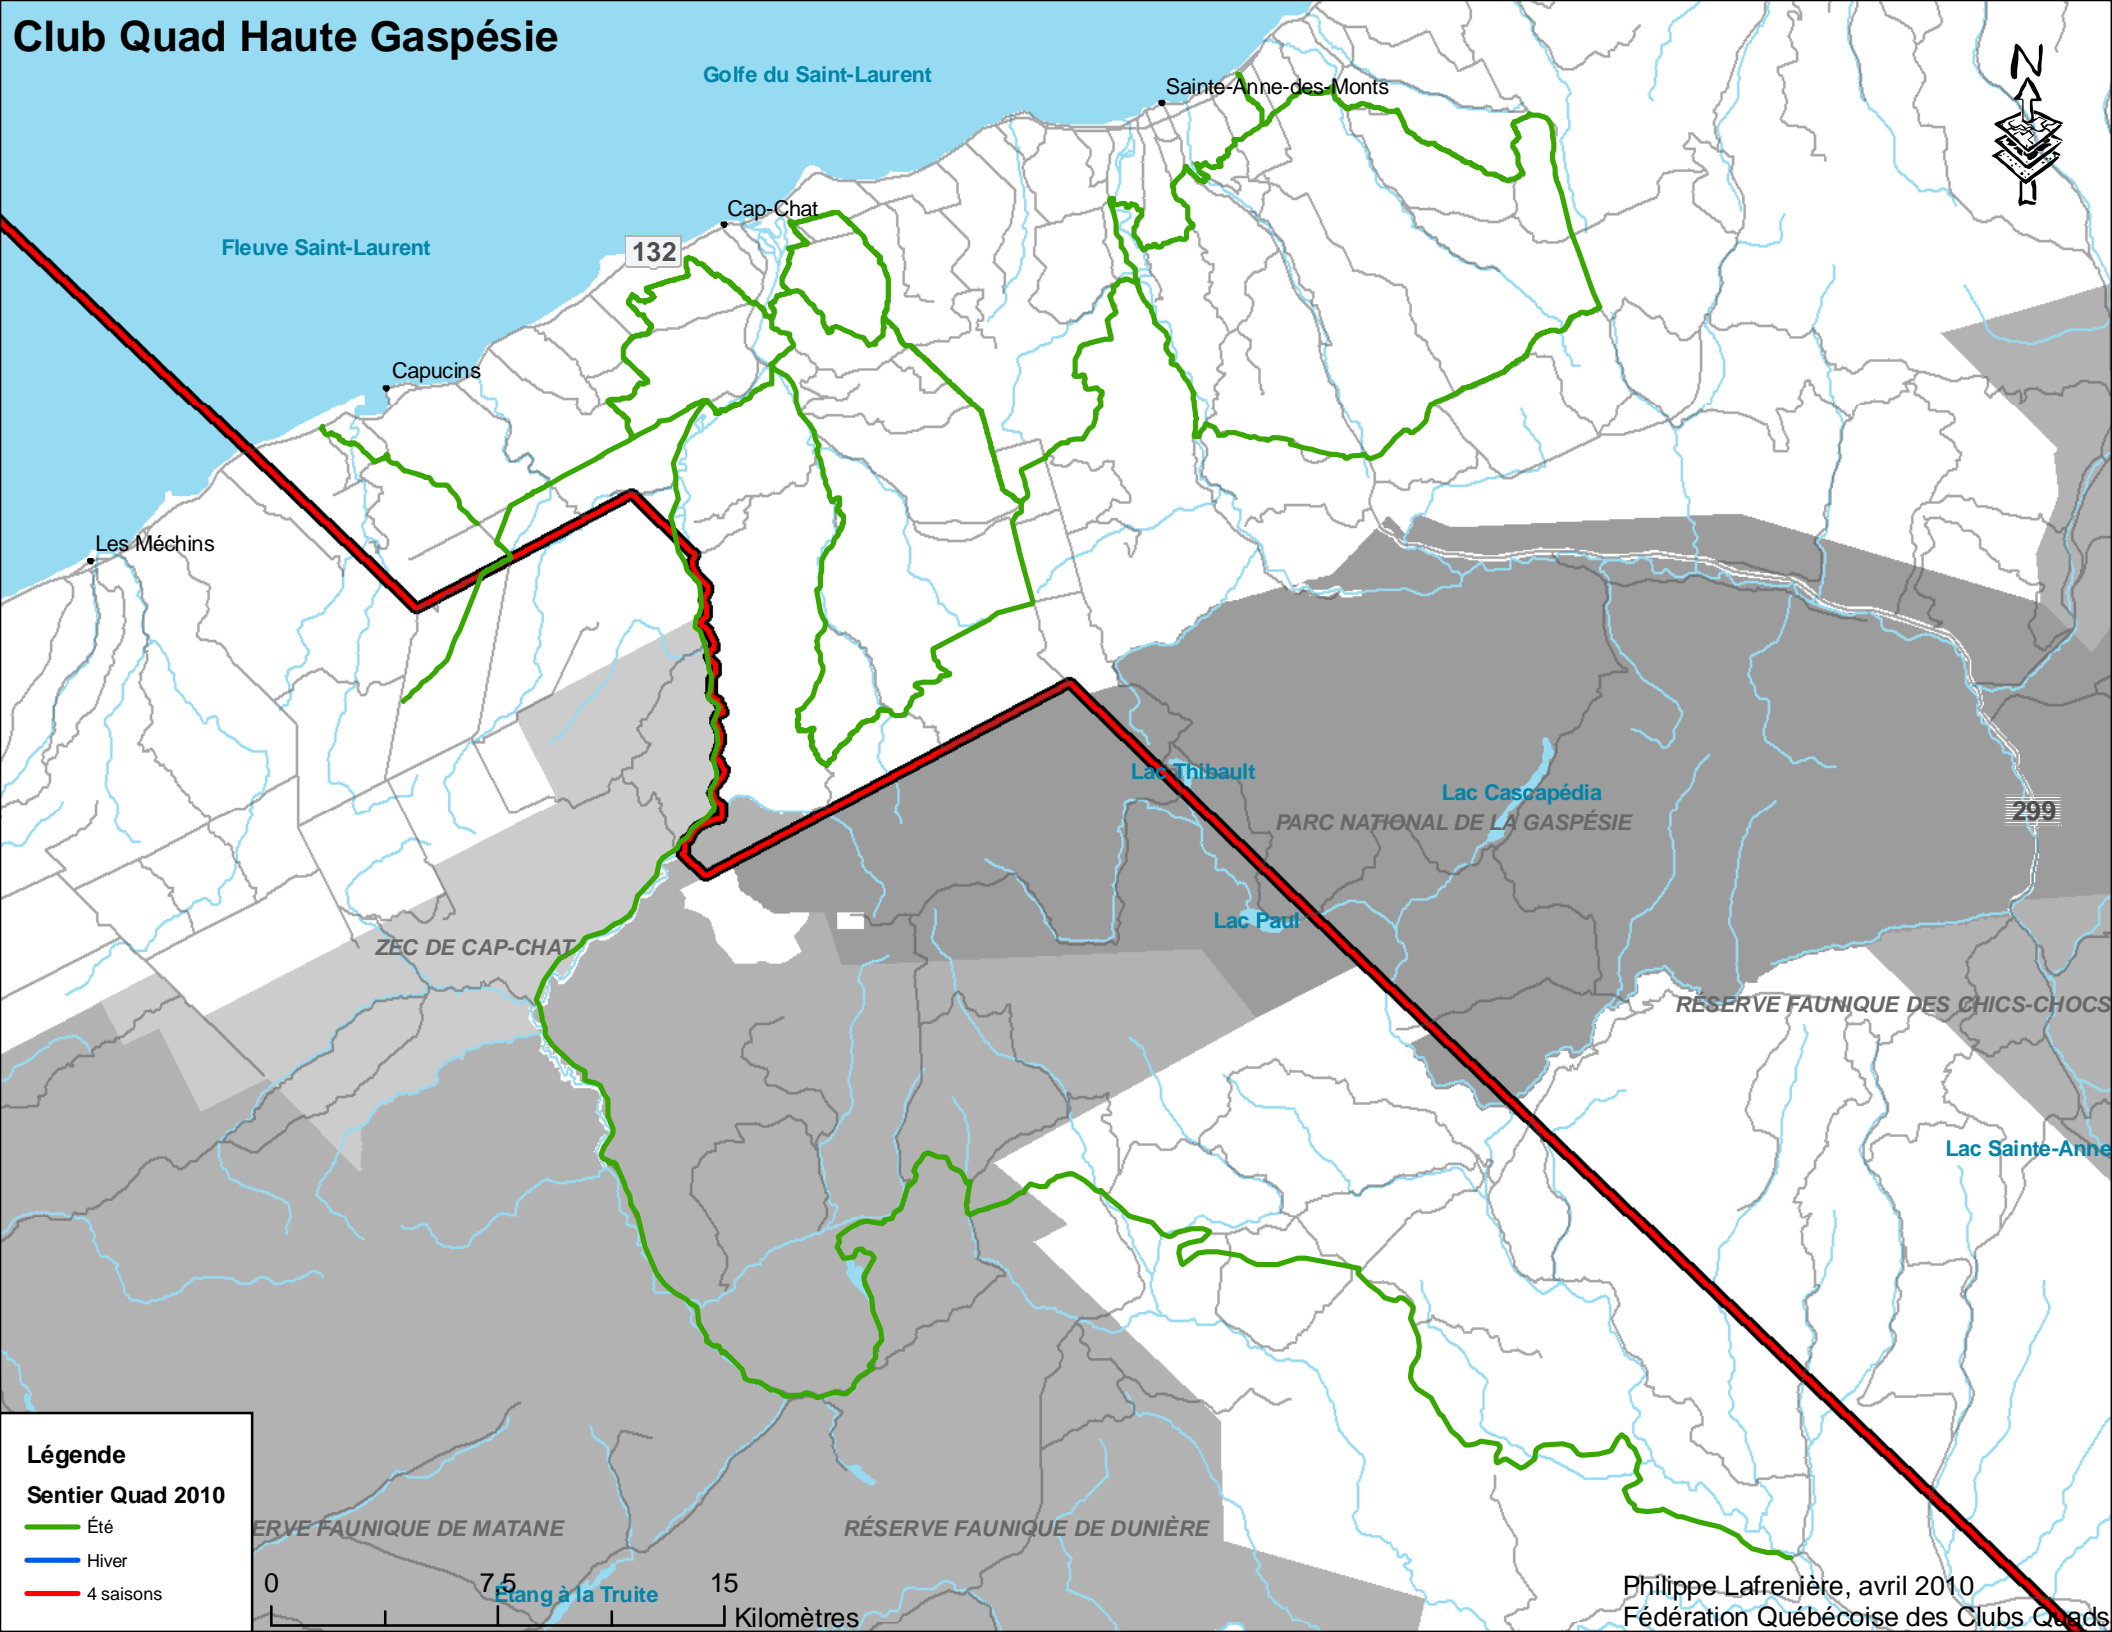 Club Quad Haute Gaspésie
Golfe du Saint-Laurent
N
Sainte-Anne-des-Monts
Cap-Chat
Fleuve Saint-Laurent
132
Capucins
Les Méchins
Lac Thibault
Lac Cascapédia
299
PARC NATIONAL DE LA GASPÉSIE
Lac Paul
ZEC DE CAP-CHAT
RÉSERVE FAUNIQUE DES CHICS-CHOCS
Lac Sainte-Anne
Légende
Sentier Quad 2010
Été
Hiver
4 saisons
ERVE FAUNIQUE DE MATANE
RÉSERVE FAUNIQUE DE DUNIÈRE
0 7,5 15
Étang à la Truite
Kilomètres
Philippe Lafrenière, avril 2010
Fédération Québécoise des Clubs Quads